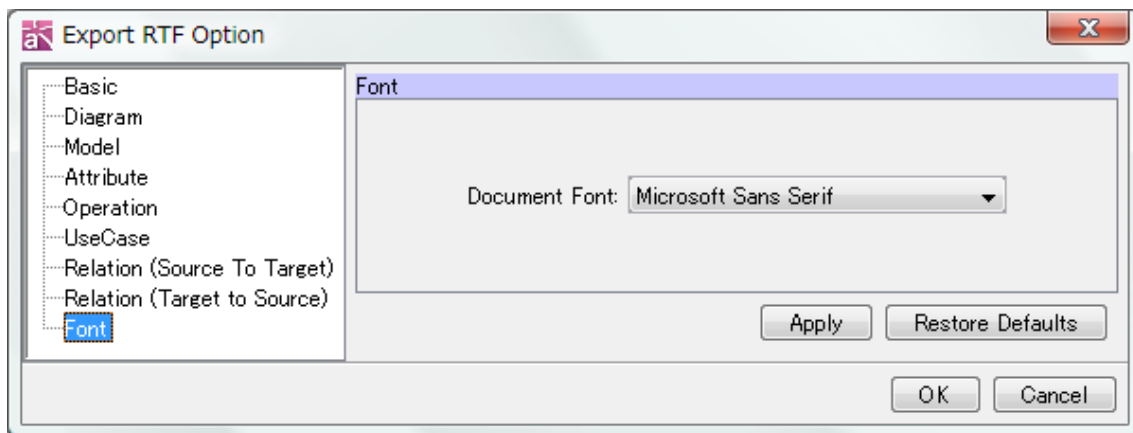 Export RTF Option
Basic
Diagram
Model
Attribute
Operation
UseCase
Relation (Source To Target)
Relation (Target to Source)
Font
Font
Document Font: Microsoft Sans Serif
Apply Restore Defaults
OK Cancel